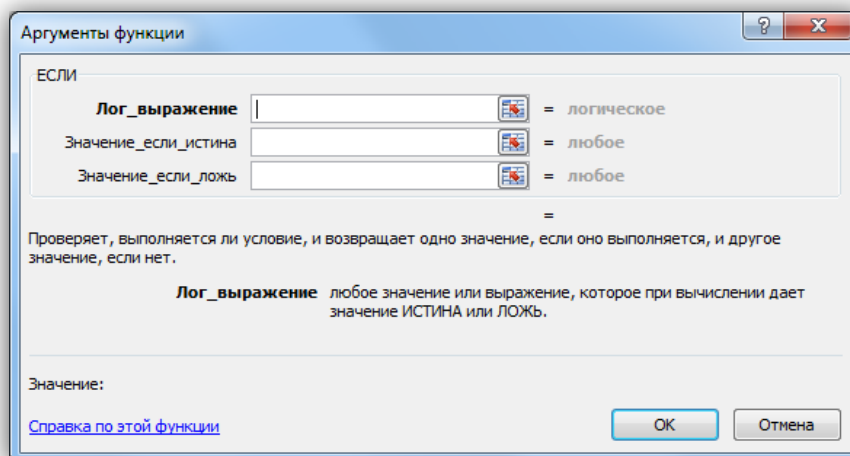 Аргументы функции
ЕСЛИ
Лог_выражение = логическое
Значение_если_истина = любое
Значение_если_ложь = любое
=
Проверяет, выполняется ли условие, и возвращает одно значение, если оно выполняется, и другое
значение, если нет.
Лог_выражение любое значение или выражение, которое при вычислении дает
значение ИСТИНА или ЛОЖЬ.
Значение:
Справка по этой функции
ОК
Отмена